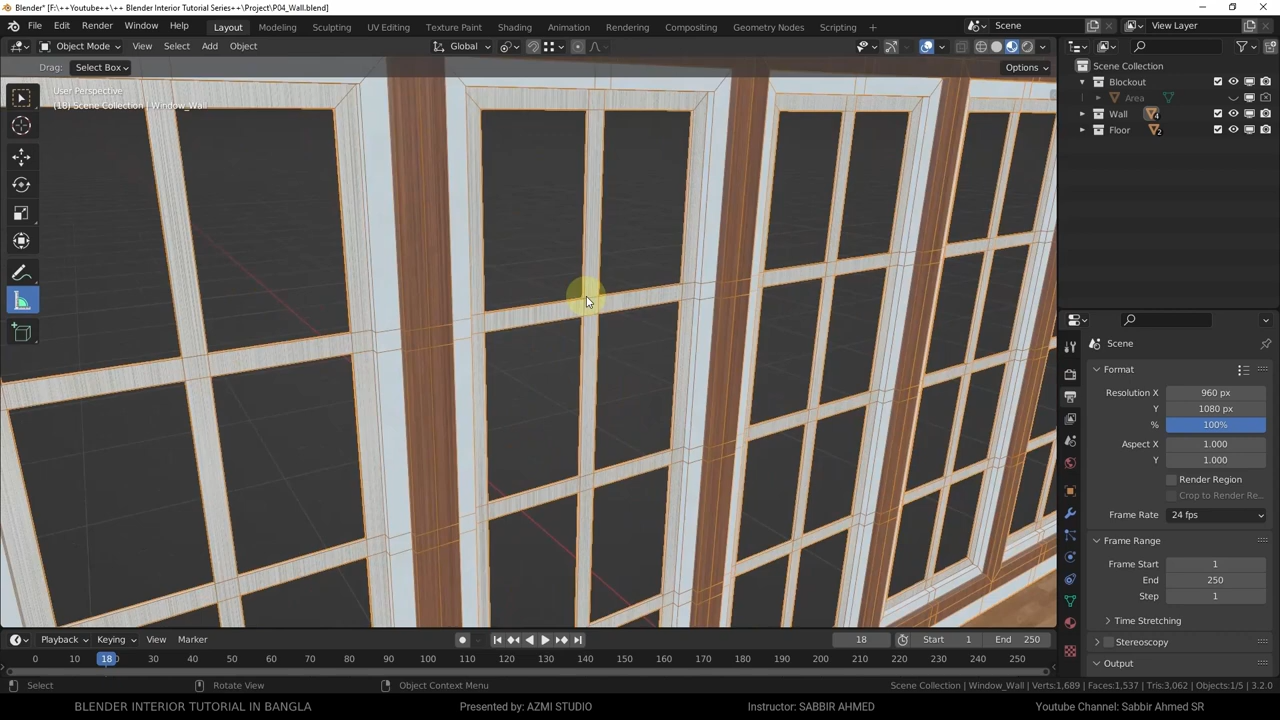 Blender* [F:\++Youtube\++ Blender Interior Tutorial Series++\Project\P04_Wall.blend]
File Edit Render Window Help Layout Modeling Sculpting UV Editing Texture Paint Shading Animation Rendering Compositing Geometry Nodes Scripting Scene View Layer
Object Mode View Select Add Object Global
Drag: Select Box Options
User Perspective
(18) Scene Collection | Window_Wall
Scene Collection
Blockout
Area
Wall 4
Floor 2
Scene
Format
Resolution X 960 px
Y 1080 px
% 100%
Aspect X 1.000
Y 1.000
Render Region
Crop to Render Re...
Frame Rate 24 fps
Frame Range
Frame Start 1
End 250
Step 1
Time Stretching
Stereoscopy
Output
Playback Keying View Marker 18 Start 1 End 250
0 10 18 30 40 50 60 70 80 90 100 110 120 130 140 150 160 170 180 190 200 210 220 230 240 250
Select Rotate View Object Context Menu Scene Collection | Window_Wall | Verts:1,689 | Faces:1,537 | Tris:3,062 | Objects:1/5 | 3.2.0
BLENDER INTERIOR TUTORIAL IN BANGLA Presented by: AZMI STUDIO Instructor: SABBIR AHMED Youtube Channel: Sabbir Ahmed SR